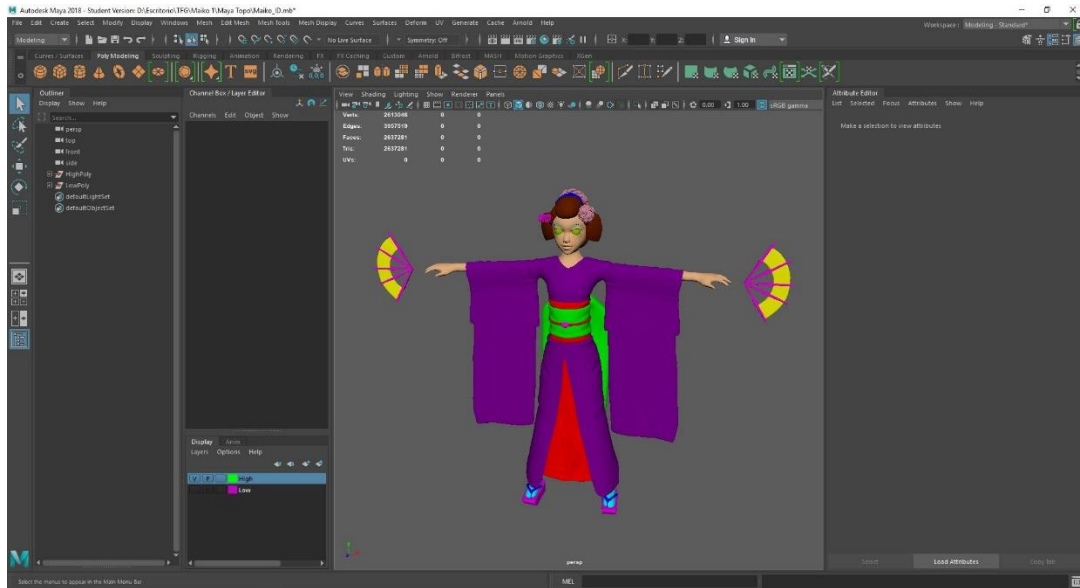 Autodesk Maya 2018 - Student Version: D:\Escritorio\TFG\Maiko 1\Maya Topo\Maiko_ID.mb*
File Edit Create Select Modify Display Windows Mesh Edit Mesh Mesh Tools Mesh Display Curves Surfaces Deform UV Generate Cache Arnold Help
Workspace: Modeling - Standard*
Modeling
No Live Surface
Symmetry: Off
Sign In
Curves / Surfaces Poly Modeling Sculpting Rigging Animation Rendering FX FX Caching Custom Arnold Bifrost MASH Motion Graphics XGen
Outliner
Display Show Help
Search...
persp
top
front
side
HighPoly
LowPoly
defaultLightSet
defaultObjectSet
Channel Box / Layer Editor
Channels Edit Object Show
Display Anim
Layers Options Help
V P High
Low
View Shading Lighting Show Renderer Panels
0.00 1.00 sRGB gamma
Verts: 2613046 0 0
Edges: 3957919 0 0
Faces: 2637281 0 0
Tris: 2637281 0 0
UVs: 0 0 0
persp
Attribute Editor
List Selected Focus Attributes Show Help
Make a selection to view attributes
Select Load Attributes Copy Tab
Select the menus to appear in the Main Menu Bar
MEL